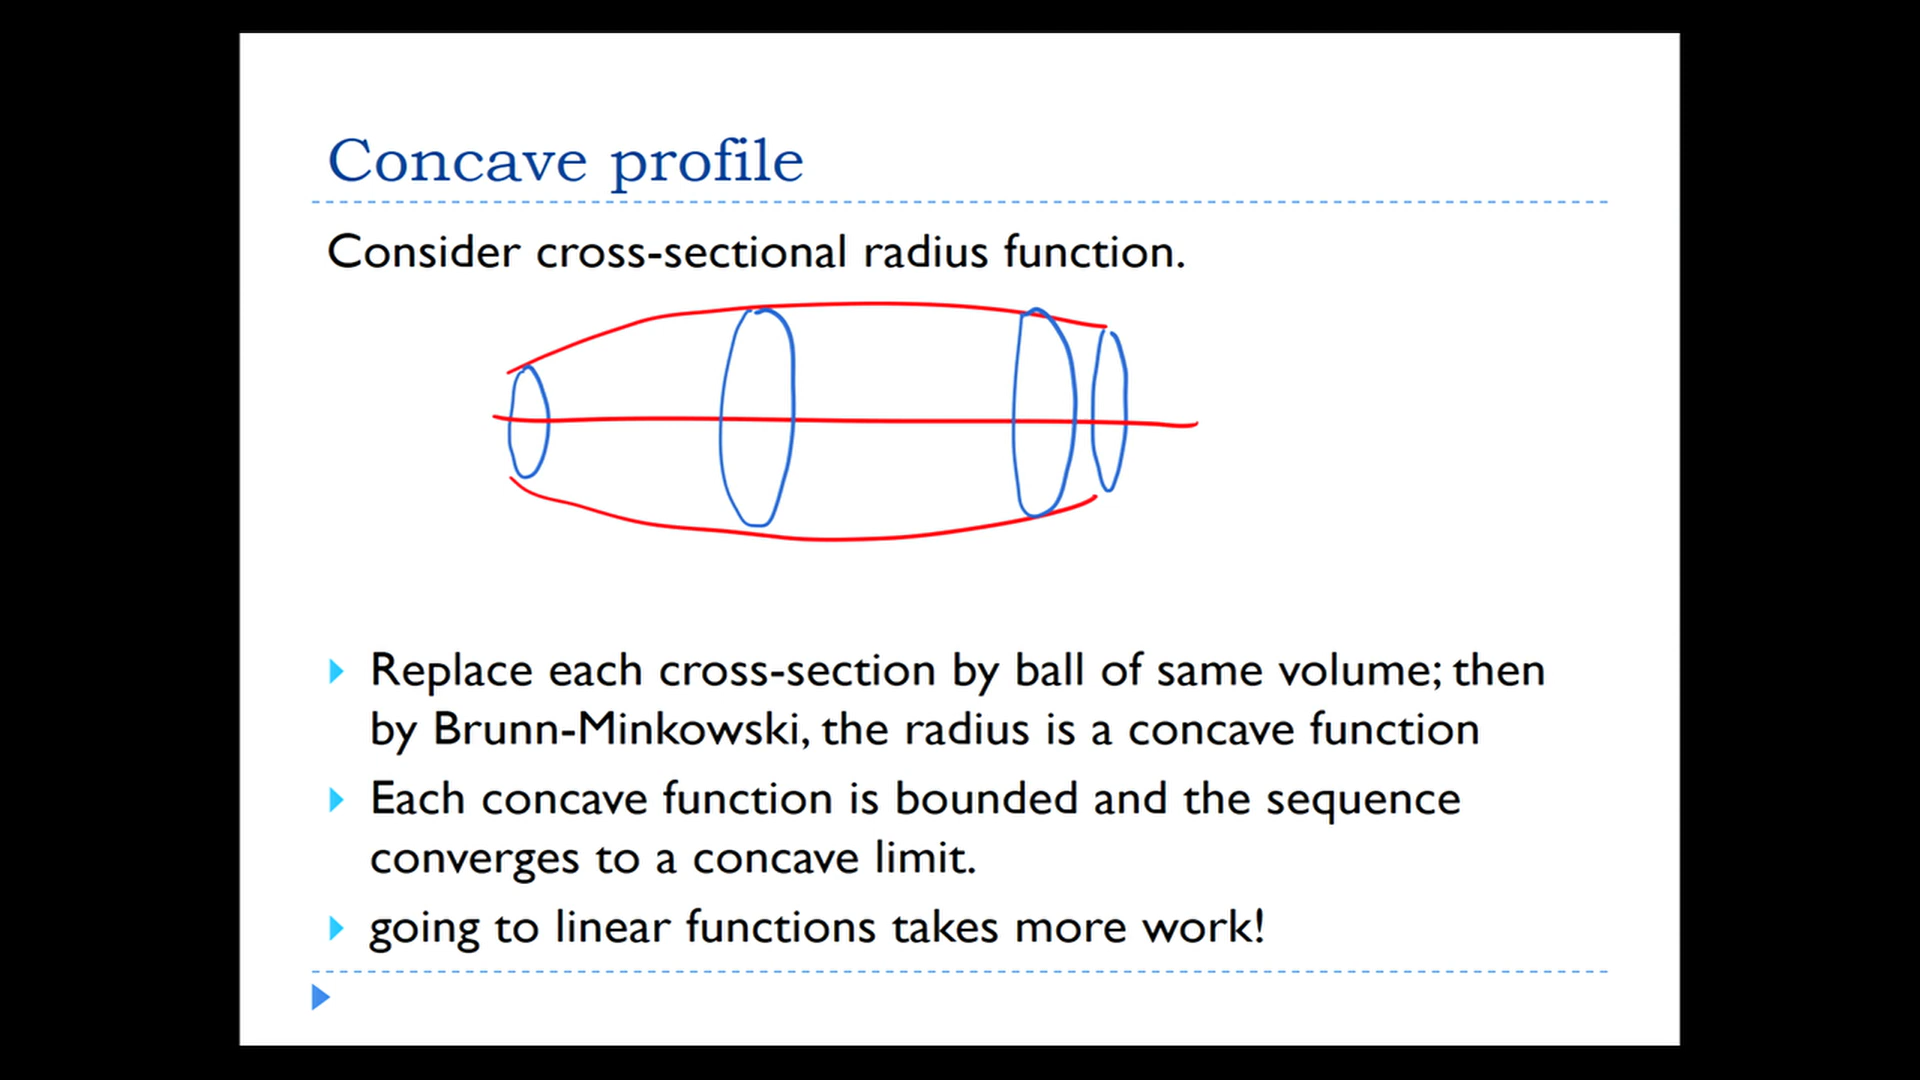 Concave profile
Consider cross-sectional radius function.
Replace each cross-section by ball of same volume; then
by Brunn-Minkowski, the radius is a concave function
Each concave function is bounded and the sequence
converges to a concave limit.
going to linear functions takes more work!